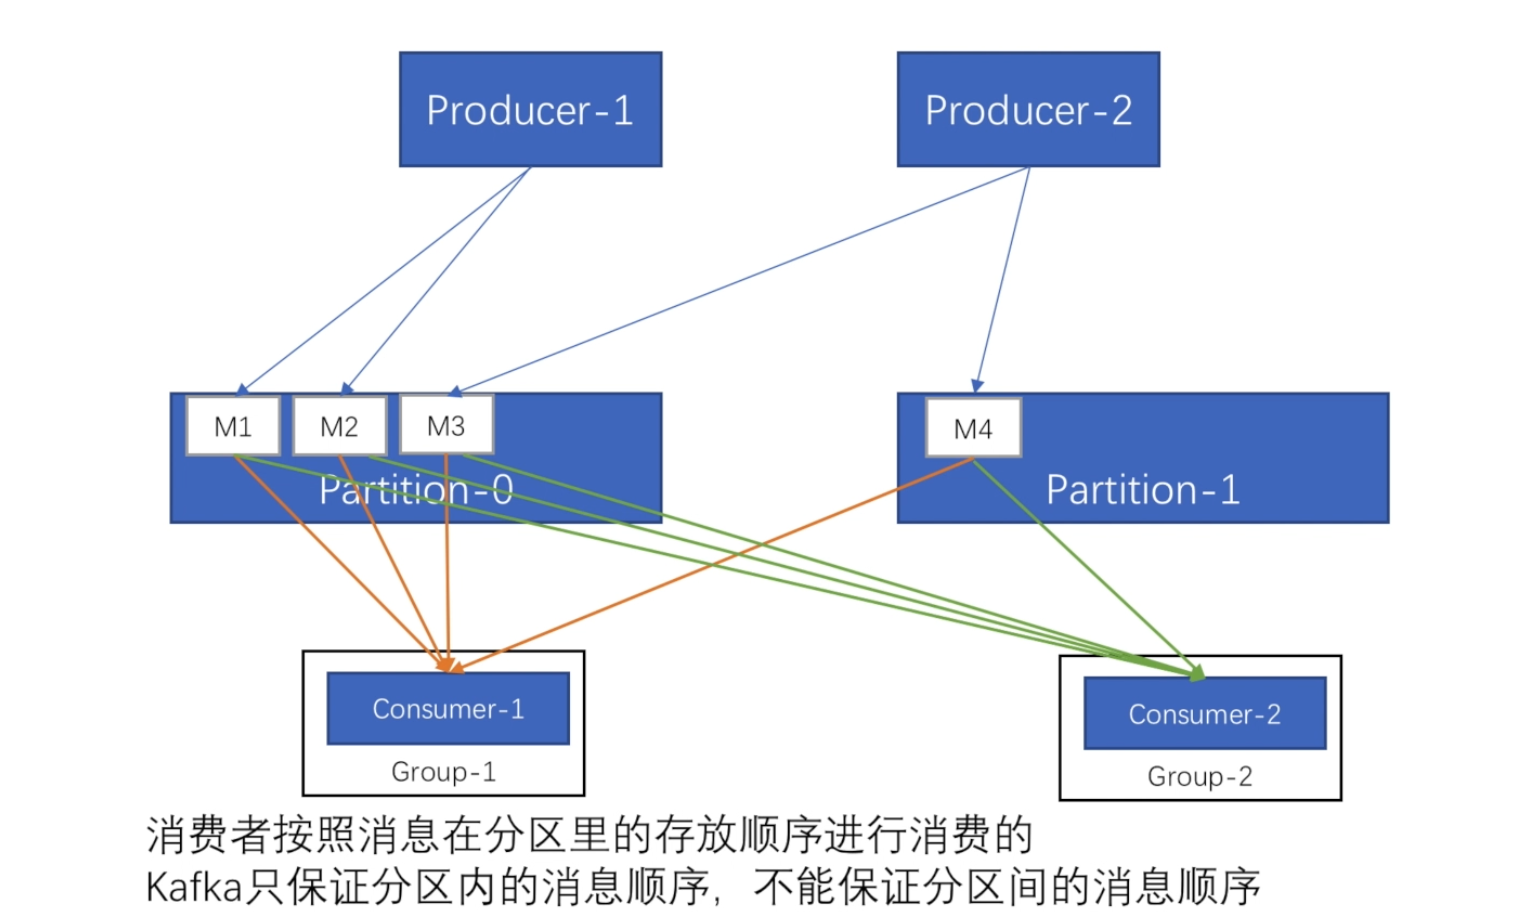 Producer-1
Producer-2
M1
M2
M3
M4
Partition-0
Partition-1
Consumer-1
Consumer-2
Group-1
Group-2
消费者按照消息在分区里的存放顺序进行消费的
Kafka只保证分区内的消息顺序，不能保证分区间的消息顺序